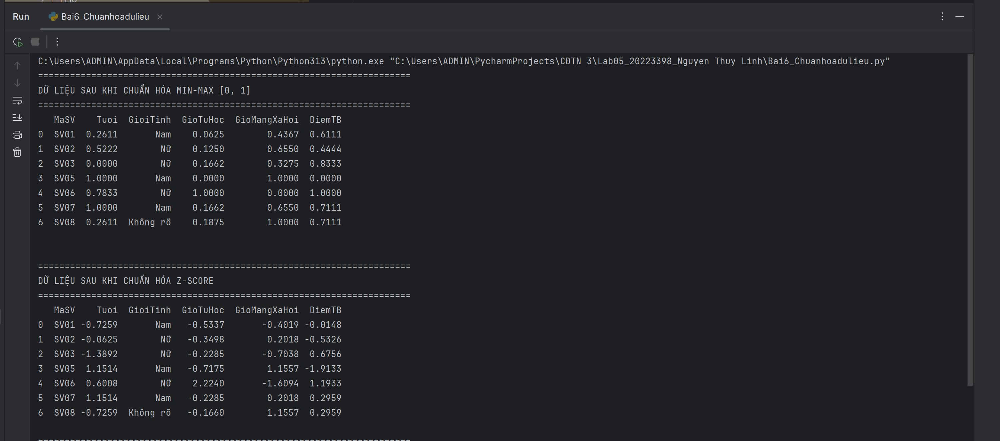 Run Bai6_Chuanhoadulieu
C:\Users\ADMIN\AppData\Local\Programs\Python\Python313\python.exe "C:\Users\ADMIN\PycharmProjects\CĐTN 3\Lab05_20223398_Nguyen Thuy Linh\Bai6_Chuanhoadulieu.py"
======================================================================
DỮ LIỆU SAU KHI CHUẨN HÓA MIN-MAX [0, 1]
======================================================================
   MaSV    Tuoi  GioiTinh  GioTuHoc  GioMangXaHoi  DiemTB
0  SV01  0.2611       Nam    0.0625        0.4367  0.6111
1  SV02  0.5222        Nữ    0.1250        0.6550  0.4444
2  SV03  0.0000        Nữ    0.1662        0.3275  0.8333
3  SV05  1.0000       Nam    0.0000        1.0000  0.0000
4  SV06  0.7833        Nữ    1.0000        0.0000  1.0000
5  SV07  1.0000       Nam    0.1662        0.6550  0.7111
6  SV08  0.2611  Không rõ    0.1875        1.0000  0.7111
======================================================================
DỮ LIỆU SAU KHI CHUẨN HÓA Z-SCORE
======================================================================
   MaSV    Tuoi  GioiTinh  GioTuHoc  GioMangXaHoi  DiemTB
0  SV01 -0.7259       Nam   -0.5337       -0.4019 -0.0148
1  SV02 -0.0625        Nữ   -0.3498        0.2018 -0.5326
2  SV03 -1.3892        Nữ   -0.2285       -0.7038  0.6756
3  SV05  1.1514       Nam   -0.7175        1.1557 -1.9133
4  SV06  0.6008        Nữ    2.2240       -1.6094  1.1933
5  SV07  1.1514       Nam   -0.2285        0.2018  0.2959
6  SV08 -0.7259  Không rõ   -0.1660        1.1557  0.2959